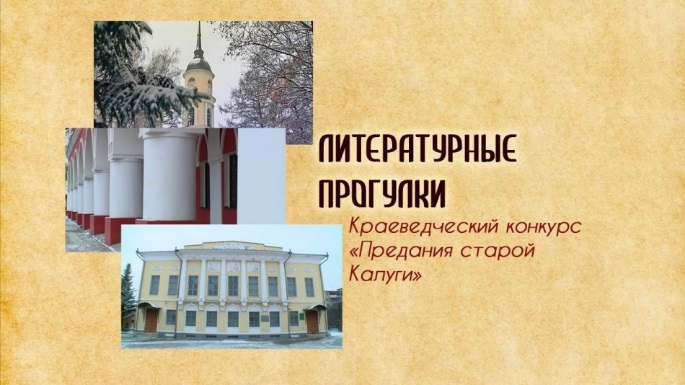 ЛИТЕРАТУРНЫЕ
ПРОГУЛКИ
Краеведческий конкурс
«Предания старой
Калуги»